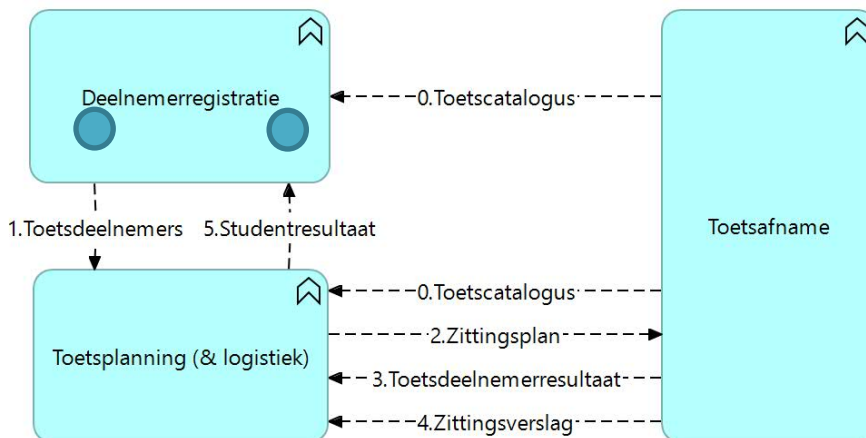 Deelnemerregistratie
0.Toetscatalogus
1.Toetsdeelnemers
5.Studentresultaat
Toetsafname
0.Toetscatalogus
2.Zittingsplan
Toetsplanning (& logistiek)
3.Toetsdeelnemerresultaat
4.Zittingsverslag